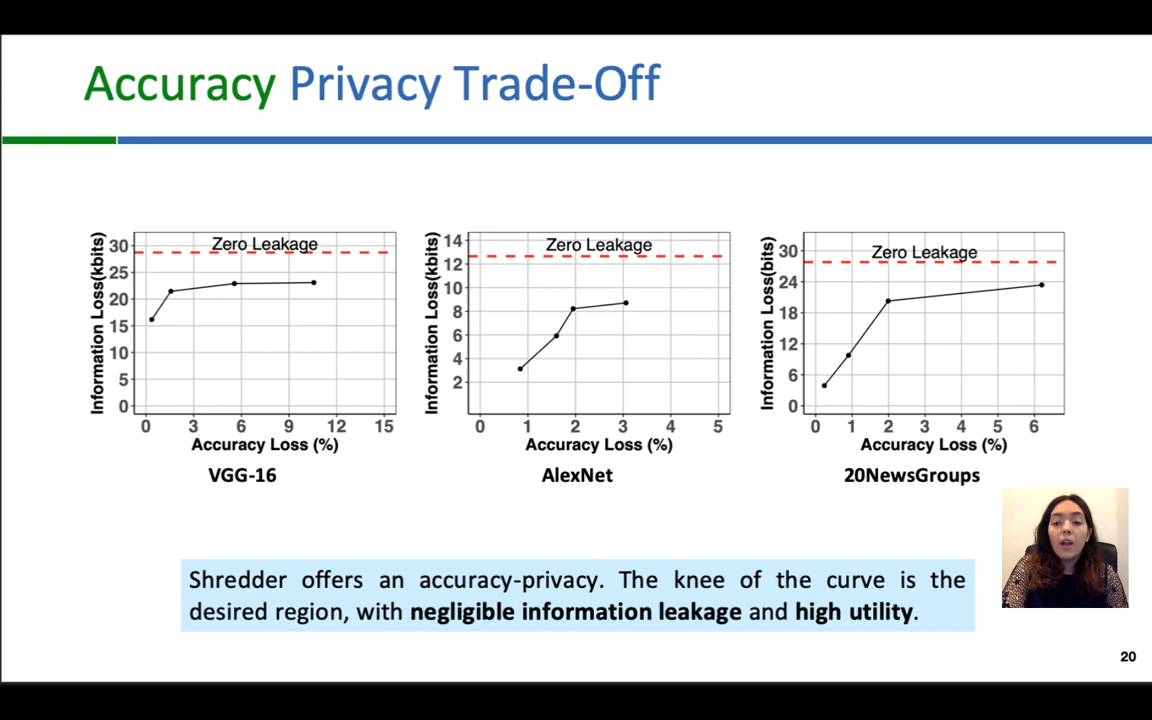 Accuracy Privacy Trade-Off
Information Loss(kbits)
30
25
20
15
10
5
0
Zero Leakage
0 3 6 9 12 15
Accuracy Loss (%)
VGG-16
Information Loss(kbits)
14
12
10
8
6
4
2
Zero Leakage
0 1 2 3 4 5
Accuracy Loss (%)
AlexNet
Information Loss(bits)
30
24
18
12
6
0
Zero Leakage
0 1 2 3 4 5 6
Accuracy Loss (%)
20NewsGroups
Shredder offers an accuracy-privacy. The knee of the curve is the
desired region, with negligible information leakage and high utility.
20